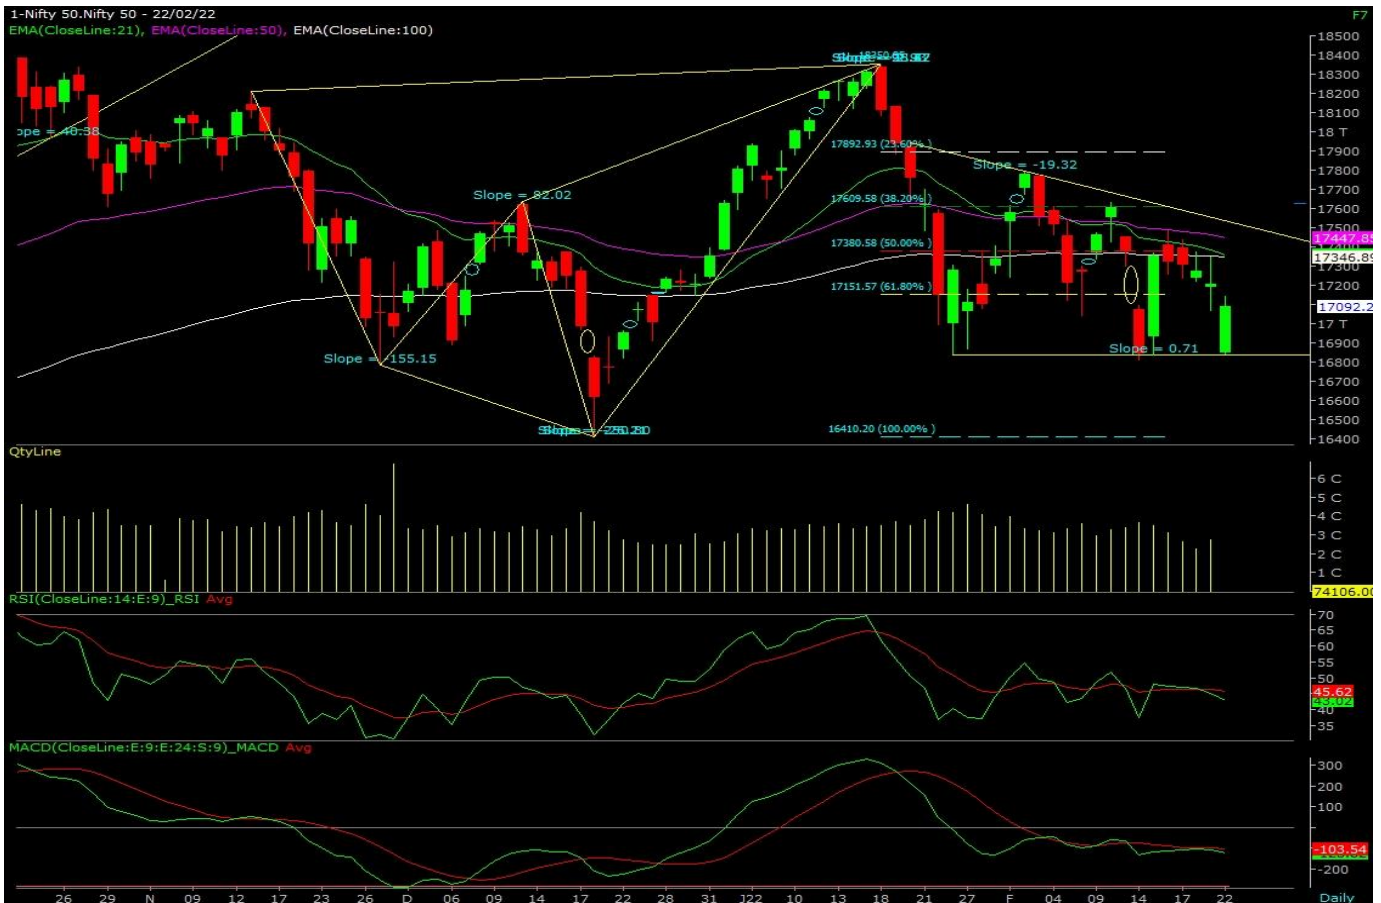 1-Nifty 50.Nifty 50 - 22/02/22
F7
EMA(CloseLine:21), EMA(CloseLine:50), EMA(CloseLine:100)
18500
18400
18300
18200
18100
18 T
17900
17800
17700
17600
17500
17447.85
17346.89
17300
17200
17092.2
17 T
16900
16800
16700
16600
16500
16400
ope = 40.38
Slope = 82.02
Slope = -155.15
17892.93 (23.60% )
Slope = -19.32
17609.58 (38.20% )
17380.58 (50.00% )
17151.57 (61.80% )
Slope = 0.71
16410.20 (100.00% )
QtyLine
6 C
5 C
4 C
3 C
2 C
1 C
74106.00
RSI(CloseLine:14:E:9)_RSI Avg
70
65
60
55
50
45.62
43.02
40
35
MACD(CloseLine:E:9:E:24:S:9)_MACD Avg
300
200
100
-103.54
-200
26 29 N 09 12 17 23 26 D 06 09 14 17 22 28 31 J22 10 13 18 21 27 F 04 09 14 17 22 Daily